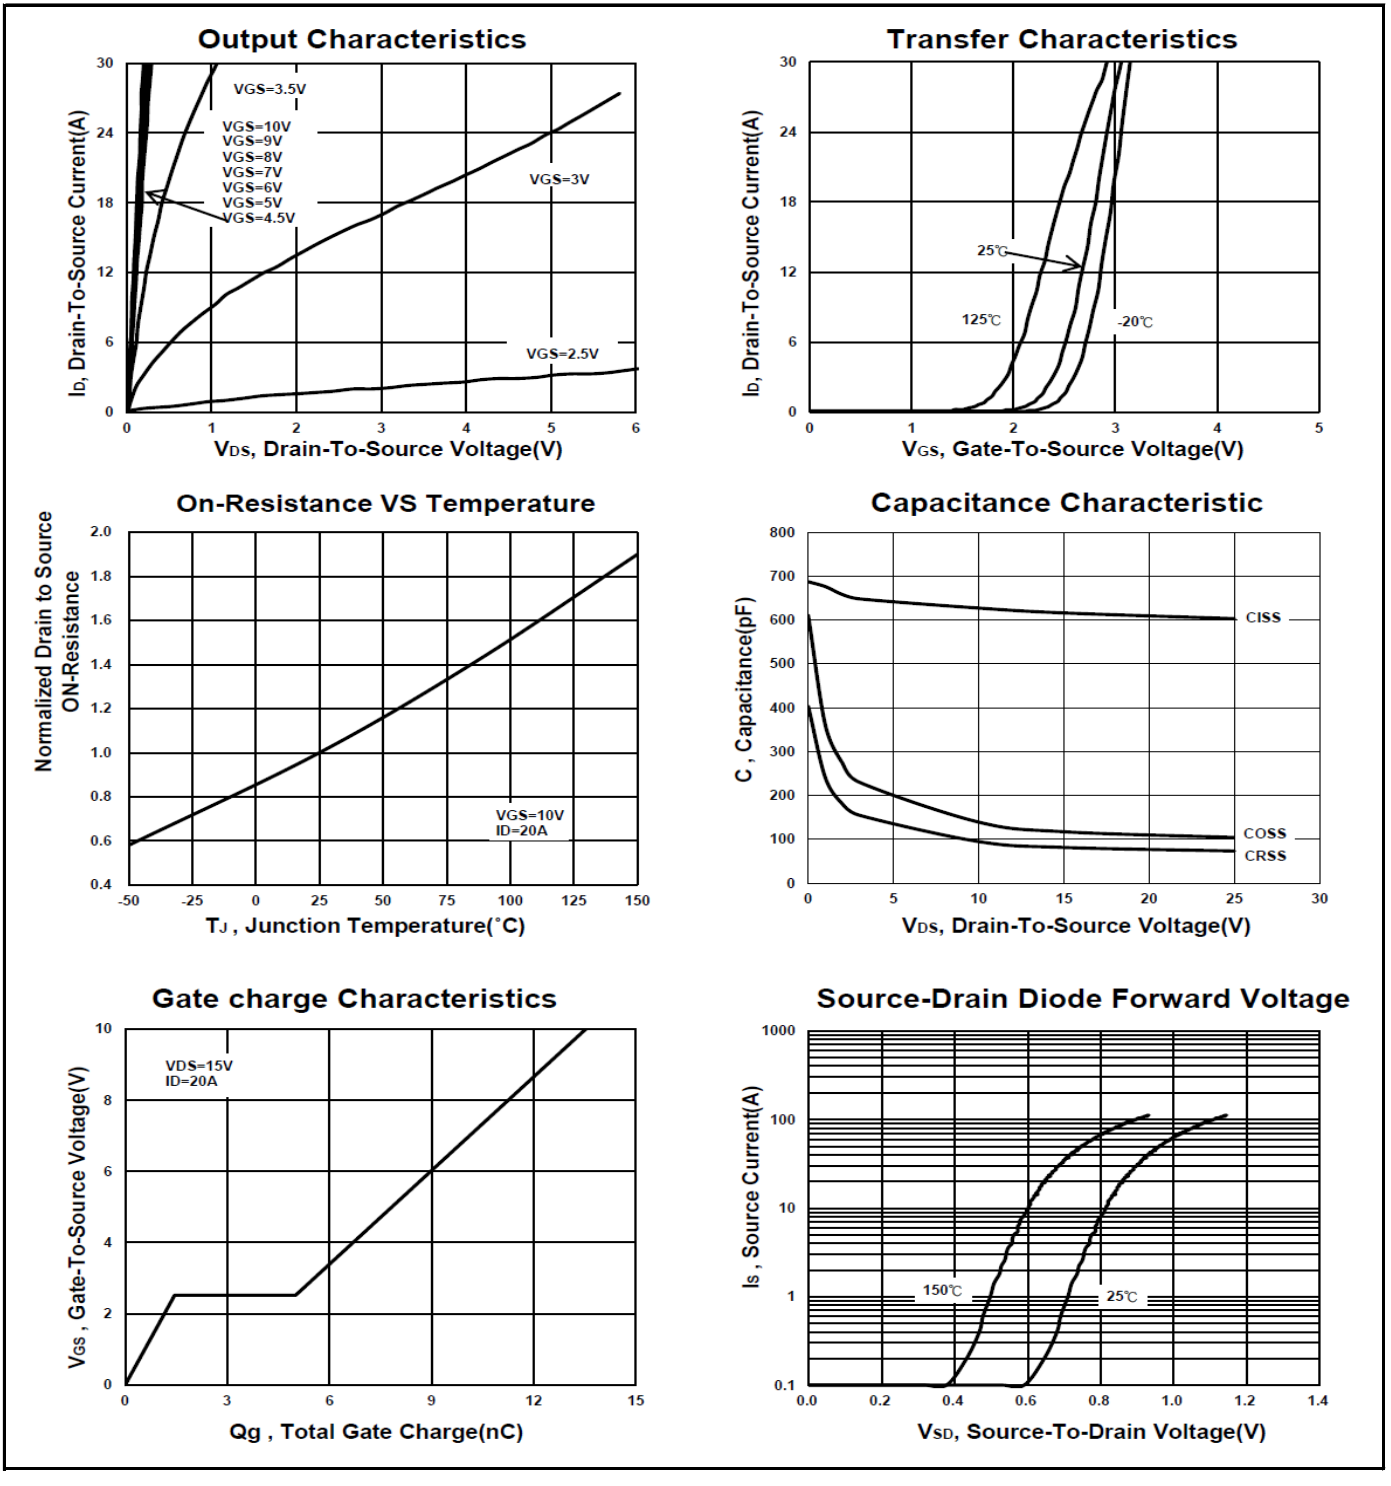 Output Characteristics
30
24
18
12
6
0
ID, Drain-To-Source Current(A)
VGS=3.5V
VGS=10V
VGS=9V
VGS=8V
VGS=7V
VGS=6V
VGS=5V
VGS=4.5V
VGS=3V
VGS=2.5V
0 1 2 3 4 5 6
VDS, Drain-To-Source Voltage(V)
Transfer Characteristics
30
24
18
12
6
0
ID, Drain-To-Source Current(A)
25℃
125℃
-20℃
0 1 2 3 4 5
VGS, Gate-To-Source Voltage(V)
On-Resistance VS Temperature
2.0
1.8
1.6
1.4
1.2
1.0
0.8
0.6
0.4
Normalized Drain to Source
ON-Resistance
VGS=10V
ID=20A
-50 -25 0 25 50 75 100 125 150
TJ , Junction Temperature(°C)
Capacitance Characteristic
800
700
600
500
400
300
200
100
0
C , Capacitance(pF)
CISS
COSS
CRSS
0 5 10 15 20 25 30
VDS, Drain-To-Source Voltage(V)
Gate charge Characteristics
10
8
6
4
2
0
VGS , Gate-To-Source Voltage(V)
VDS=15V
ID=20A
0 3 6 9 12 15
Qg , Total Gate Charge(nC)
Source-Drain Diode Forward Voltage
1000
100
10
1
0.1
IS , Source Current(A)
150℃
25℃
0.0 0.2 0.4 0.6 0.8 1.0 1.2 1.4
VSD, Source-To-Drain Voltage(V)